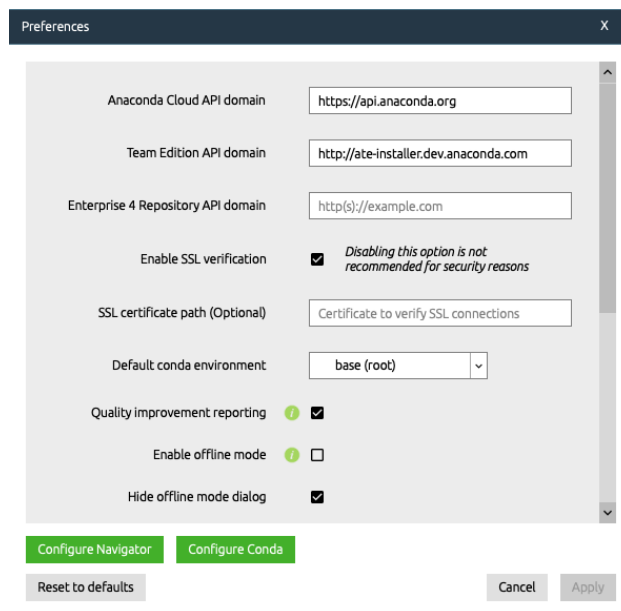 Preferences X
Anaconda Cloud API domain https://api.anaconda.org
Team Edition API domain http://ate-installer.dev.anaconda.com
Enterprise 4 Repository API domain http(s)://example.com
Enable SSL verification Disabling this option is not
recommended for security reasons
SSL certificate path (Optional) Certificate to verify SSL connections
Default conda environment base (root)
Quality improvement reporting i
Enable offline mode i
Hide offline mode dialog
Configure Navigator Configure Conda
Reset to defaults Cancel Apply